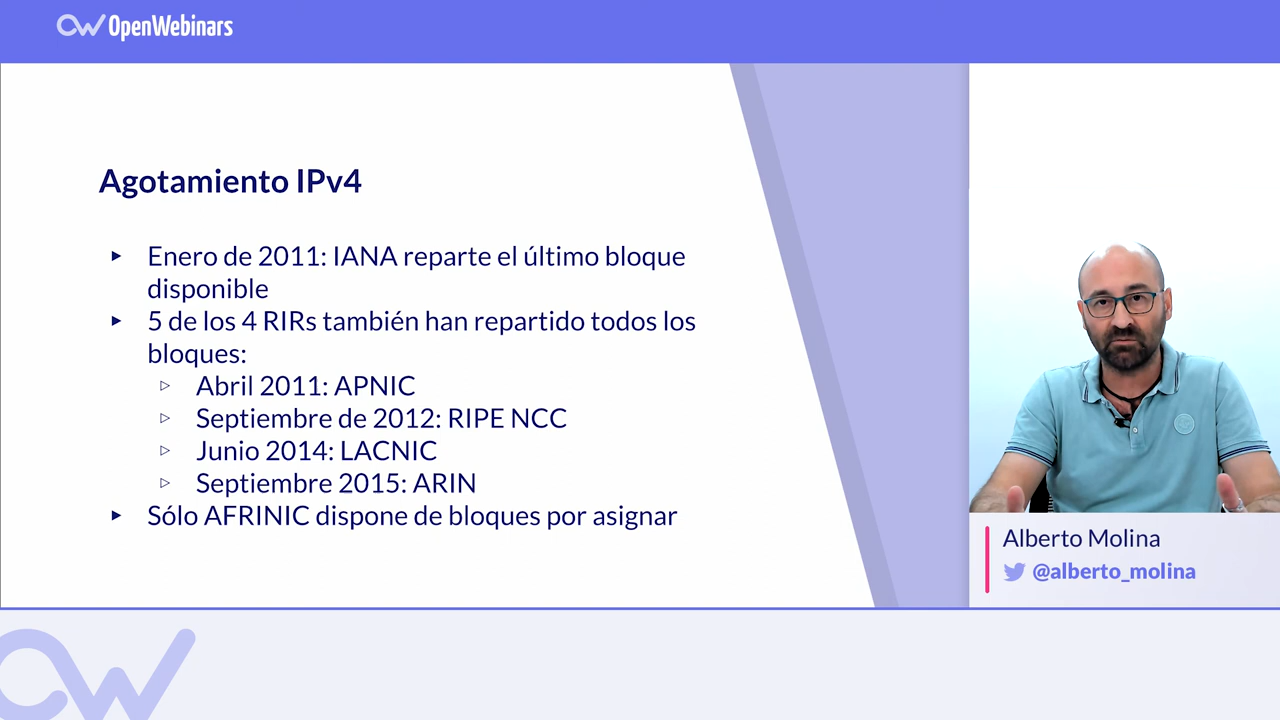 OpenWebinars
Agotamiento IPv4
▸ Enero de 2011: IANA reparte el último bloque
disponible
▸ 5 de los 4 RIRs también han repartido todos los
bloques:
▹ Abril 2011: APNIC
▹ Septiembre de 2012: RIPE NCC
▹ Junio 2014: LACNIC
▹ Septiembre 2015: ARIN
▸ Sólo AFRINIC dispone de bloques por asignar
Alberto Molina
@alberto_molina